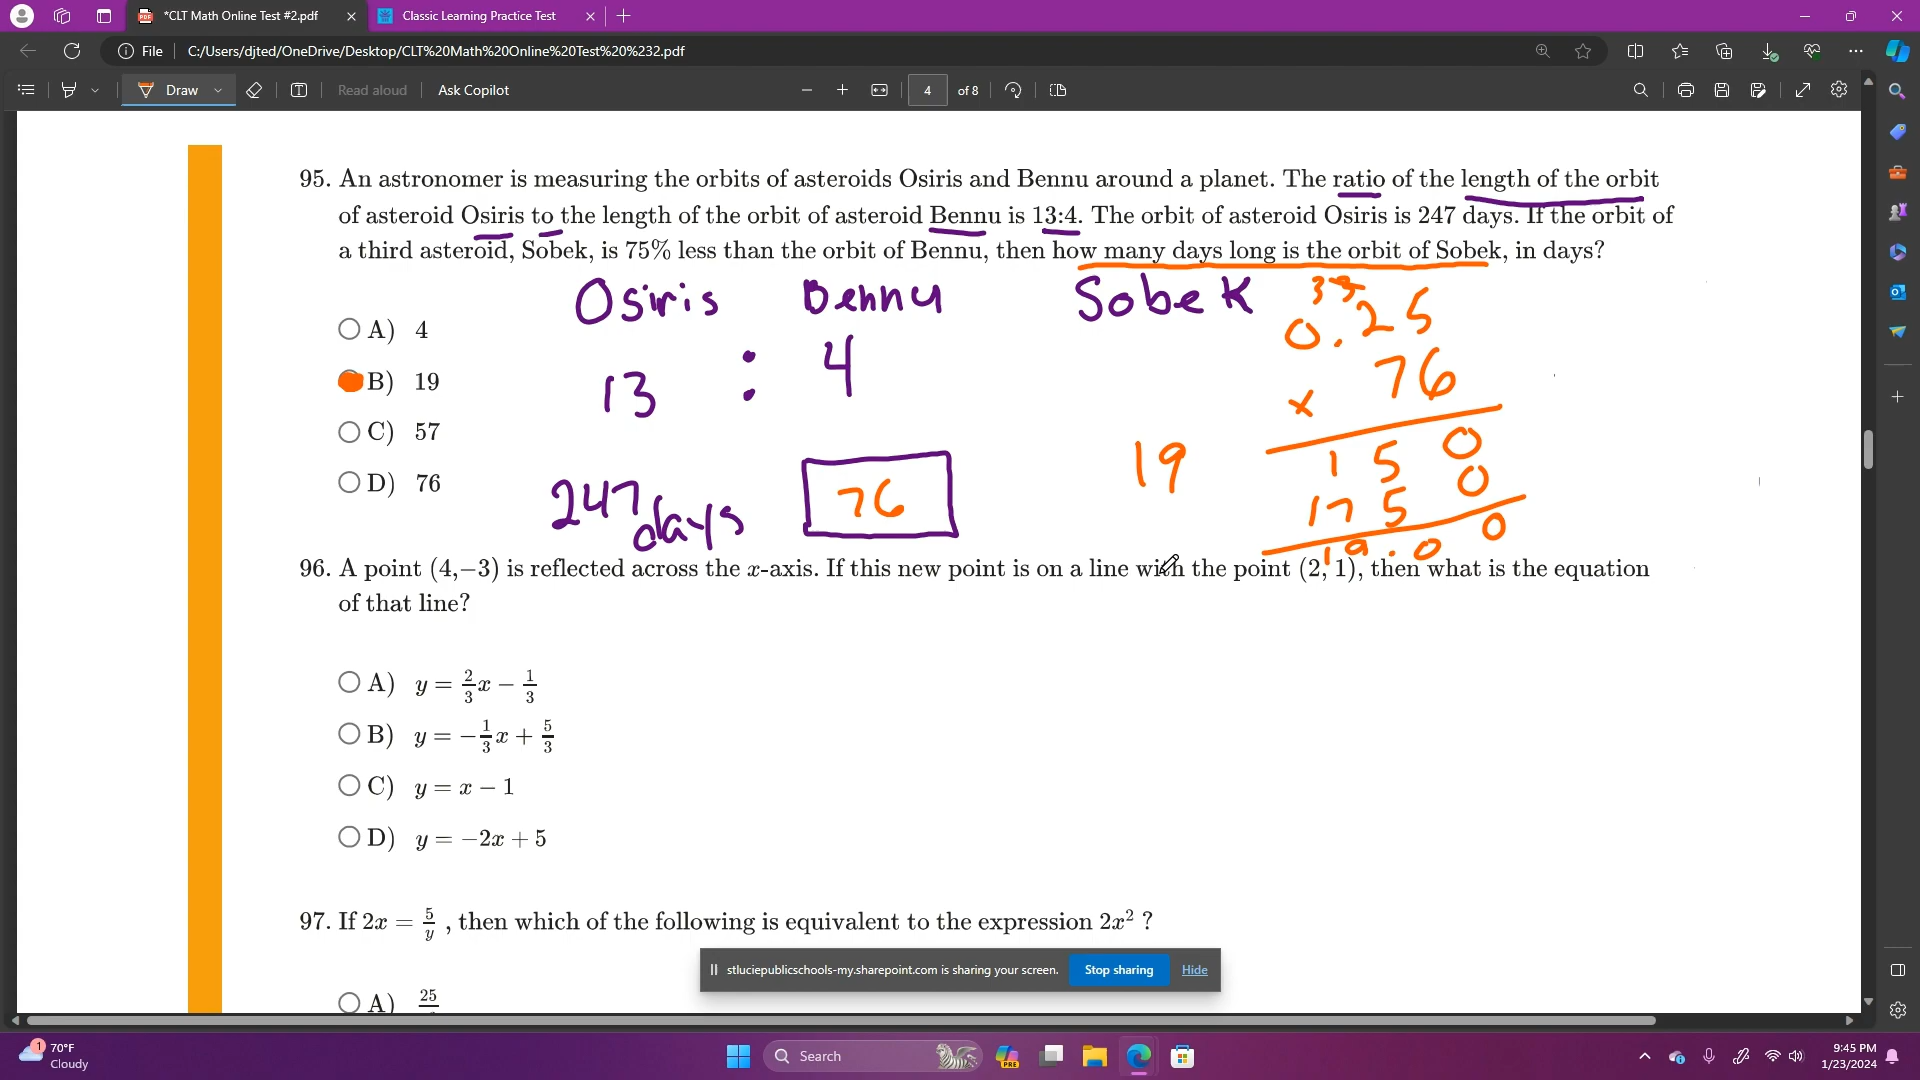 *CLT Math Online Test #2.pdf
Classic Learning Practice Test
File
C:/Users/djted/OneDrive/Desktop/CLT%20Math%20Online%20Test%20%232.pdf
Draw
Read aloud
Ask Copilot
4
of 8
95. An astronomer is measuring the orbits of asteroids Osiris and Bennu around a planet. The ratio of the length of the orbit
of asteroid Osiris to the length of the orbit of asteroid Bennu is 13:4. The orbit of asteroid Osiris is 247 days. If the orbit of
a third asteroid, Sobek, is 75% less than the orbit of Bennu, then how many days long is the orbit of Sobek, in days?
Osiris Bennu Sobek
33
0.25
A) 4
13 : 4
x 76
B) 19
C) 57
19
150
D) 76
247 days
76
1750
19.00
96. A point (4,−3) is reflected across the x-axis. If this new point is on a line with the point (2, 1), then what is the equation
of that line?
A) y = 2/3x − 1/3
B) y = −1/3x + 5/3
C) y = x − 1
D) y = −2x + 5
97. If 2x = 5/y , then which of the following is equivalent to the expression 2x² ?
A) 25
stluciepublicschools-my.sharepoint.com is sharing your screen.
Stop sharing
Hide
1
70°F
Cloudy
Search
PRE
9:45 PM
1/23/2024